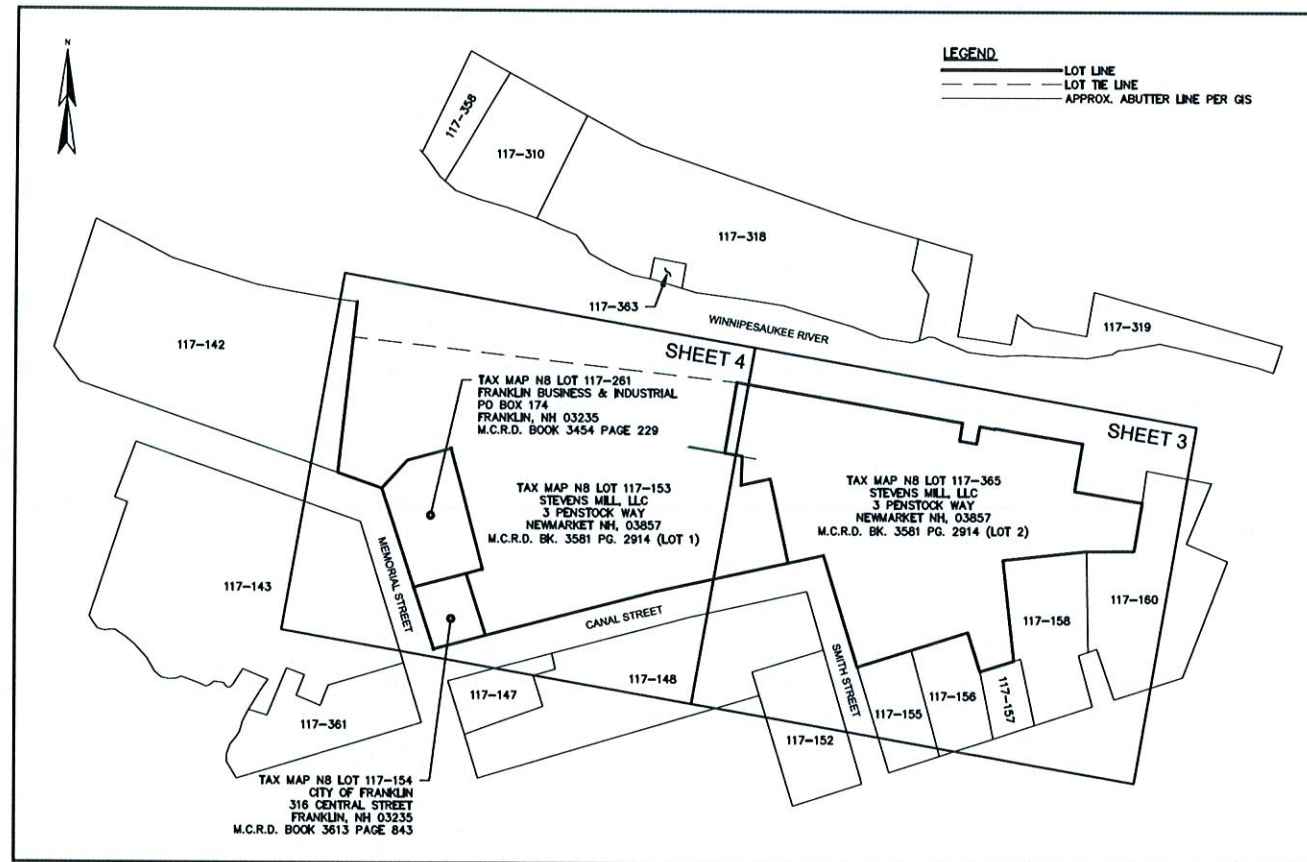 N
LEGEND
LOT LINE
LOT TIE LINE
APPROX. ABUTTER LINE PER GIS
117-358
117-310
117-318
117-363
117-319
WINNIPESAUKEE RIVER
117-142
SHEET 4
SHEET 3
TAX MAP N8 LOT 117-261
FRANKLIN BUSINESS & INDUSTRIAL
PO BOX 174
FRANKLIN, NH 03235
M.C.R.D. BOOK 3454 PAGE 229
TAX MAP N8 LOT 117-153
STEVENS MILL, LLC
3 PENSTOCK WAY
NEWMARKET NH, 03857
M.C.R.D. BK. 3581 PG. 2914 (LOT 1)
TAX MAP N8 LOT 117-365
STEVENS MILL, LLC
3 PENSTOCK WAY
NEWMARKET NH, 03857
M.C.R.D. BK. 3581 PG. 2914 (LOT 2)
117-143
MEMORIAL STREET
CANAL STREET
SMITH STREET
117-158
117-160
117-361
117-147
117-148
117-152
117-155
117-156
117-157
TAX MAP N8 LOT 117-154
CITY OF FRANKLIN
316 CENTRAL STREET
FRANKLIN, NH 03235
M.C.R.D. BOOK 3613 PAGE 843